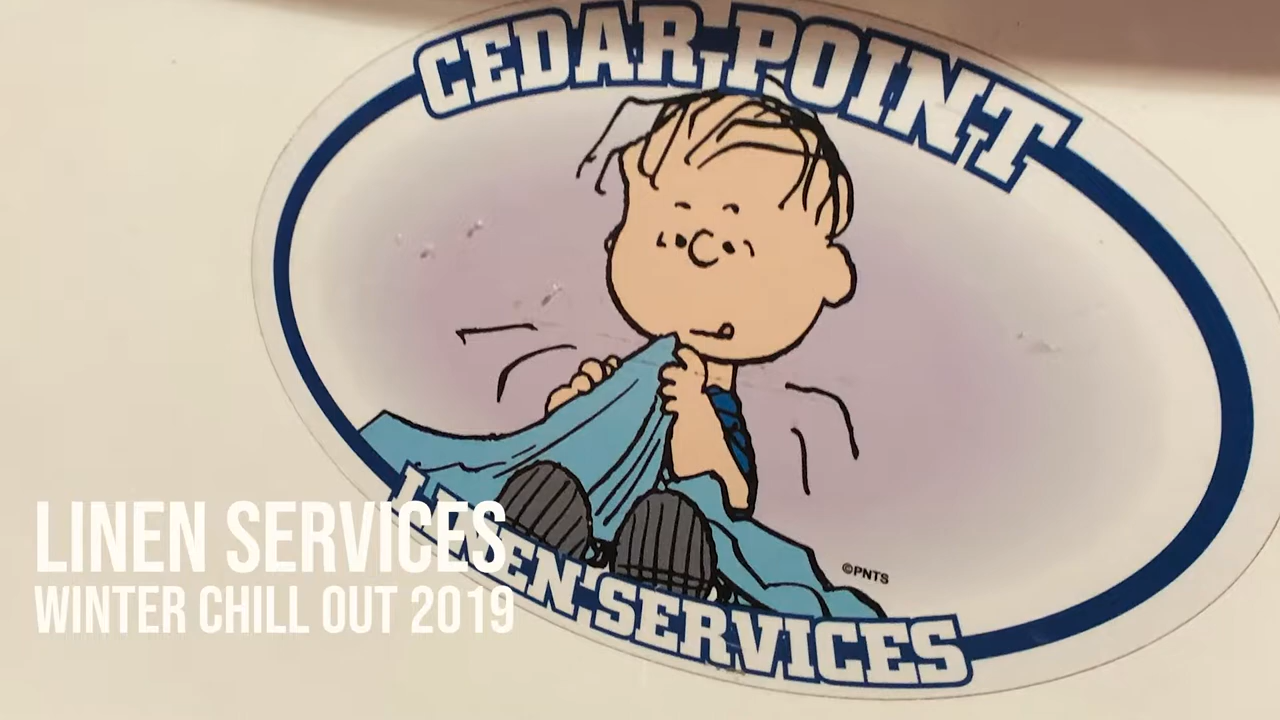 CEDAR POINT
©PNTS
LINEN SERVICES
LINEN SERVICES
WINTER CHILL OUT 2019